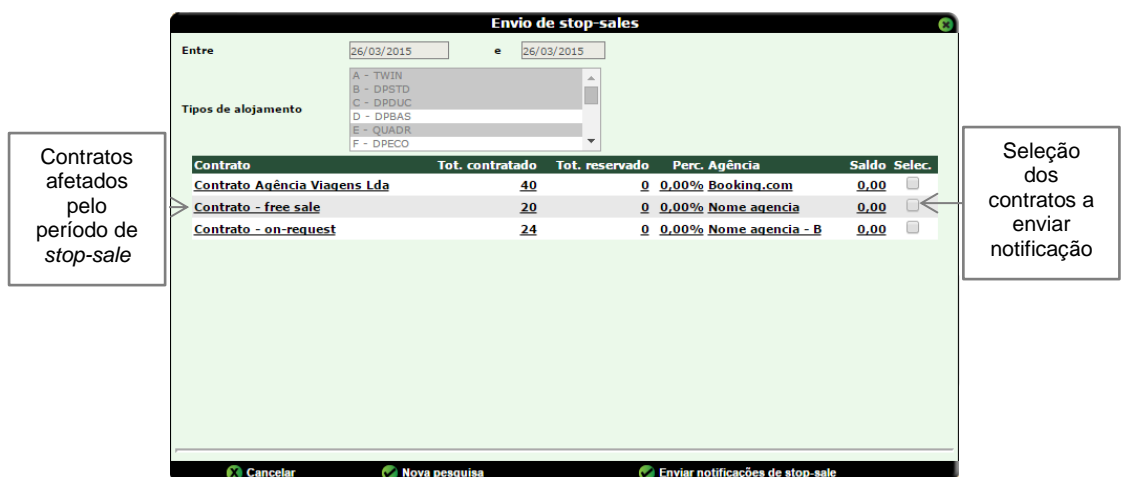 Envio de stop-sales
Entre 26/03/2015 e 26/03/2015
Tipos de alojamento
A - TWIN
B - DPSTD
C - DPDUC
D - DPBAS
E - QUADR
F - DPECO
Contratos
afetados
pelo
período de
stop-sale
Contrato Tot. contratado Tot. reservado Perc. Agência Saldo Selec.
Contrato Agência Viagens Lda 40 0 0,00% Booking.com 0,00
Contrato - free sale 20 0 0,00% Nome agencia 0,00
Contrato - on-request 24 0 0,00% Nome agencia - B 0,00
Seleção
dos
contratos a
enviar
notificação
Cancelar Nova pesquisa Enviar notificações de stop-sale